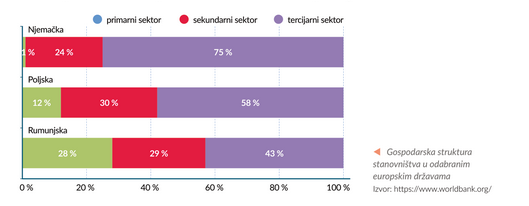 primarni sektor sekundarni sektor tercijarni sektor
Njemačka
1 % 24 % 75 %
Poljska
12 % 30 % 58 %
Rumunjska
28 % 29 % 43 %
0 % 20 % 40 % 60 % 80 % 100 %
Gospodarska struktura
stanovništva u odabranim
europskim državama
Izvor: https://www.worldbank.org/